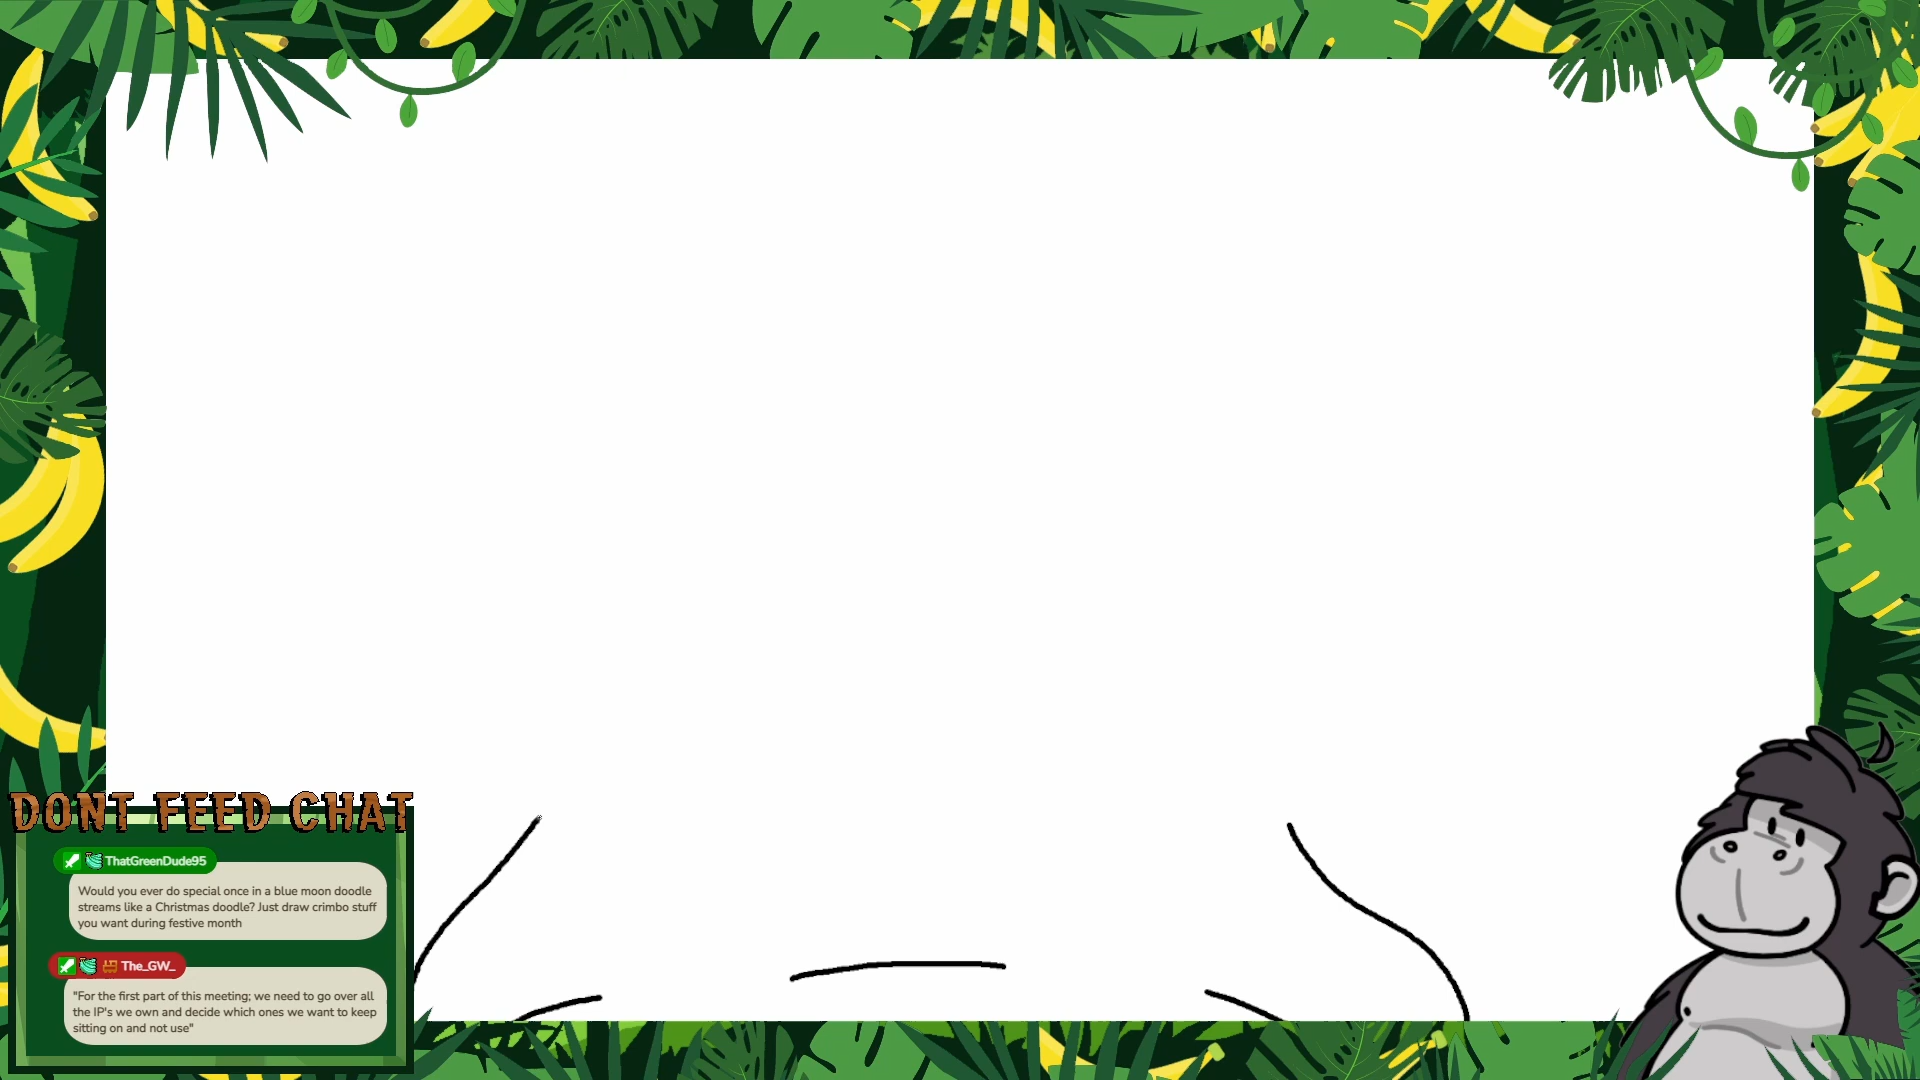 DONT FEED CHAT
ThatGreenDude95
Would you ever do special once in a blue moon doodle
streams like a Christmas doodle? Just draw crimbo stuff
you want during festive month
The_GW_
"For the first part of this meeting; we need to go over all
the IP's we own and decide which ones we want to keep
sitting on and not use"